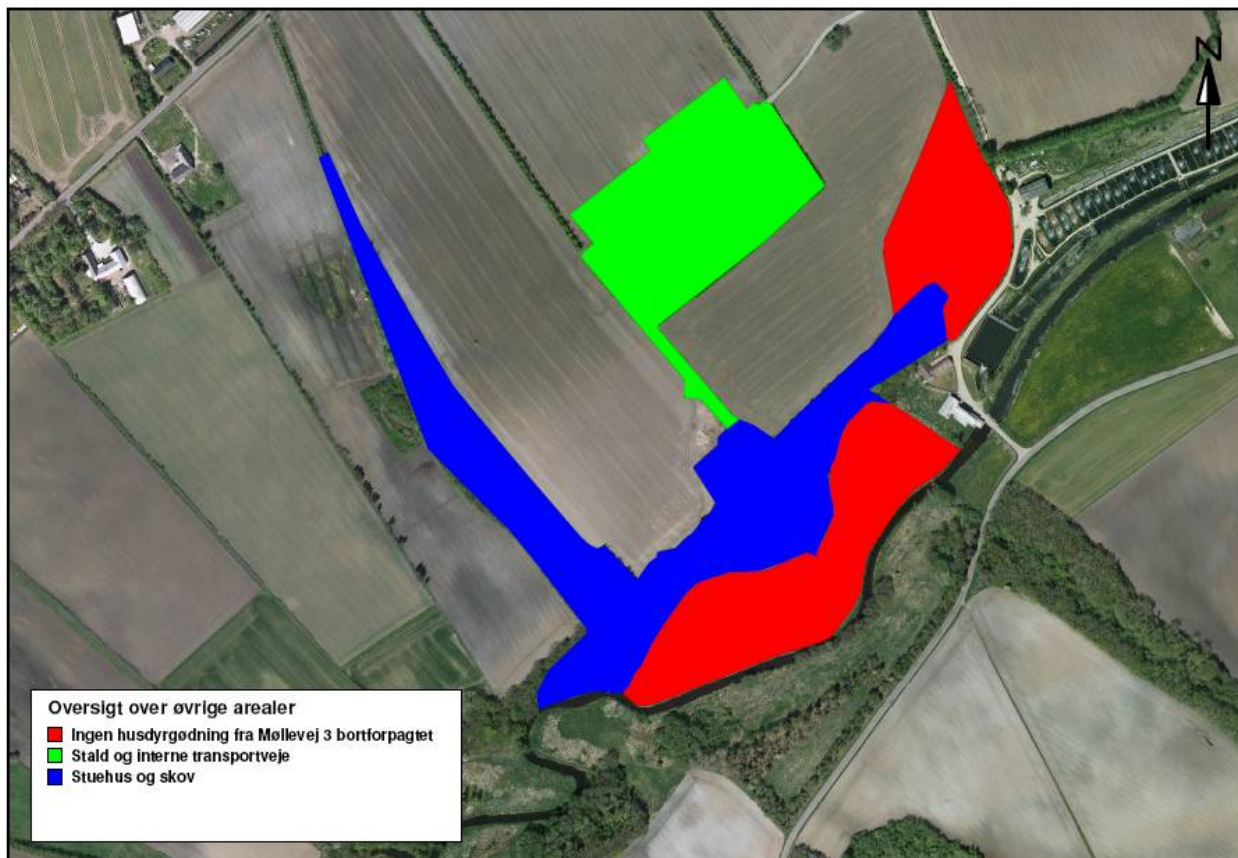 N
Oversigt over øvrige arealer
Ingen husdyrgødning fra Møllevej 3 bortforpagtet
Stald og interne transportveje
Stuehus og skov